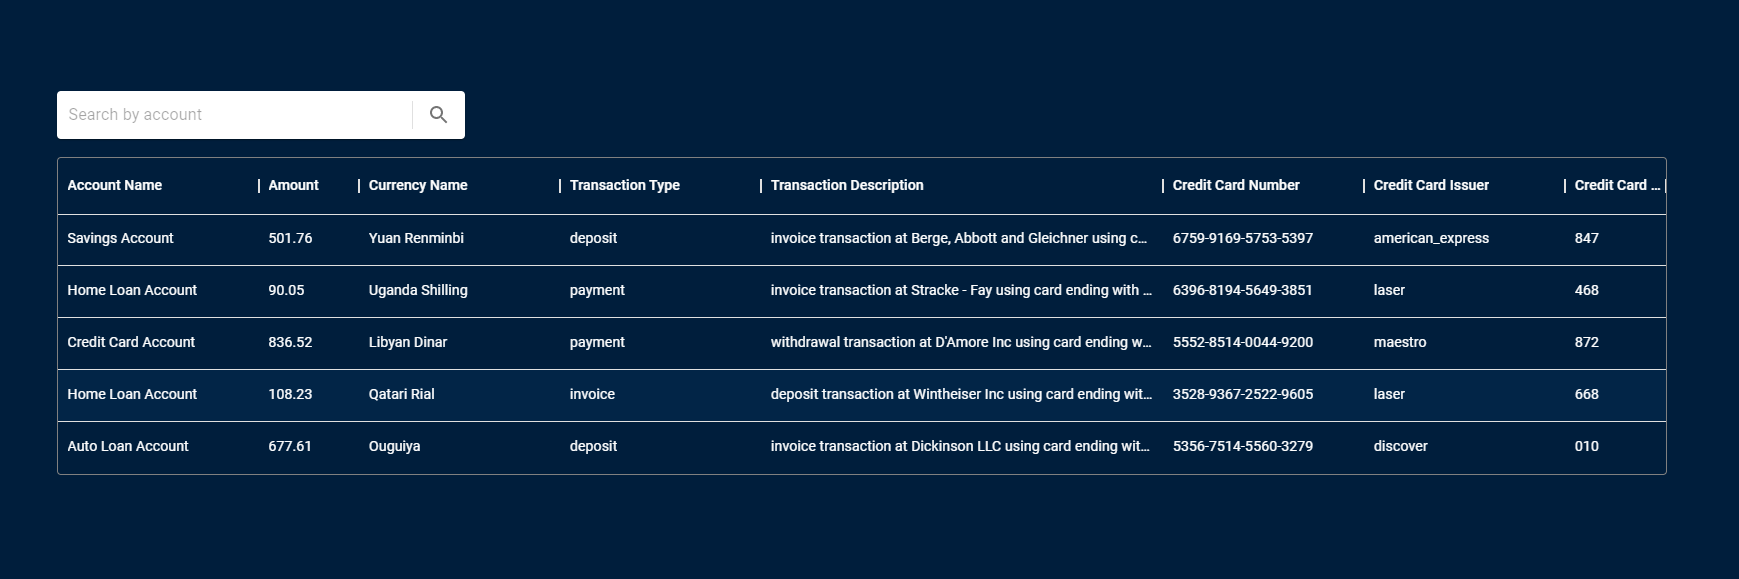 Search by account
Account Name Amount Currency Name Transaction Type Transaction Description Credit Card Number Credit Card Issuer Credit Card ...
Savings Account 501.76 Yuan Renminbi deposit invoice transaction at Berge, Abbott and Gleichner using c... 6759-9169-5753-5397 american_express 847
Home Loan Account 90.05 Uganda Shilling payment invoice transaction at Stracke - Fay using card ending with ... 6396-8194-5649-3851 laser 468
Credit Card Account 836.52 Libyan Dinar payment withdrawal transaction at D'Amore Inc using card ending w... 5552-8514-0044-9200 maestro 872
Home Loan Account 108.23 Qatari Rial invoice deposit transaction at Wintheiser Inc using card ending wit... 3528-9367-2522-9605 laser 668
Auto Loan Account 677.61 Ouguiya deposit invoice transaction at Dickinson LLC using card ending wit... 5356-7514-5560-3279 discover 010